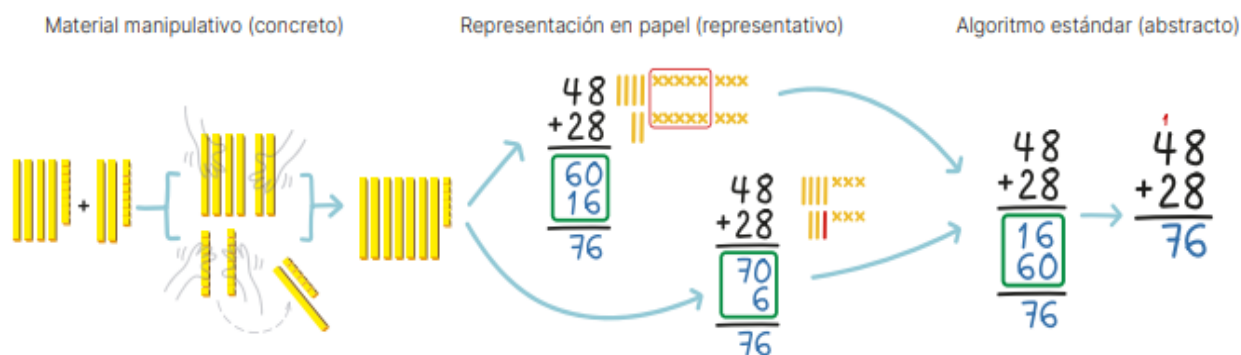 Material manipulativo (concreto)
Representación en papel (representativo)
Algoritmo estándar (abstracto)
+
48
+28
60
16
76
xxxxx xxx
xxxxx xxx
48
+28
70
6
76
xxx
xxx
48
+28
16
60
76
1
48
+28
76